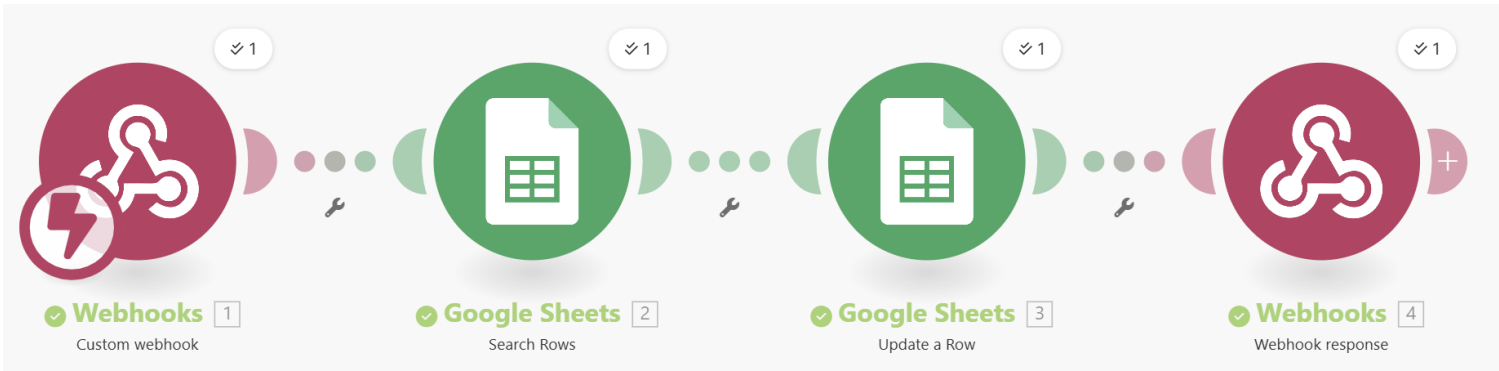 1
1
1
1
Webhooks 1
Custom webhook
Google Sheets 2
Search Rows
Google Sheets 3
Update a Row
Webhooks 4
Webhook response